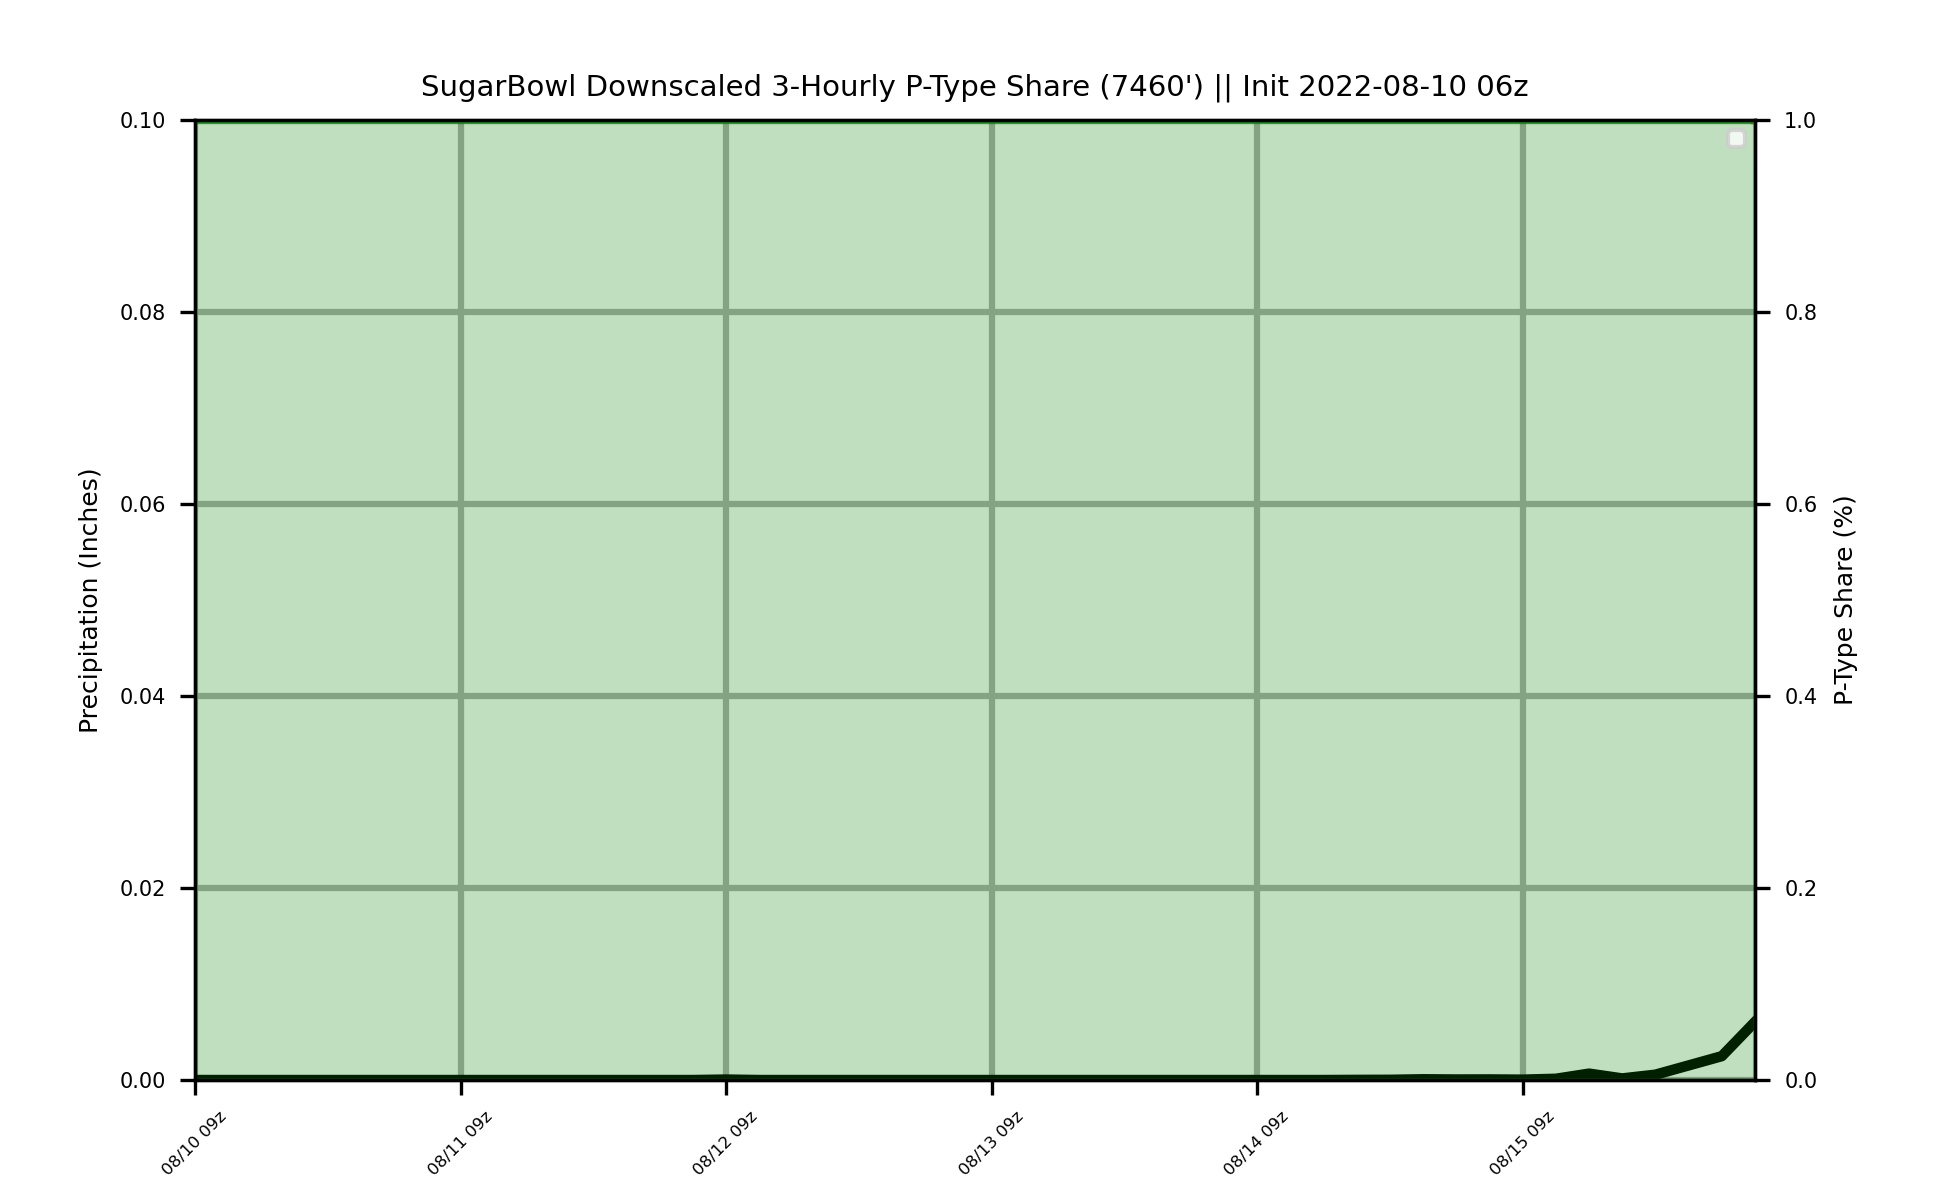 SugarBowl Downscaled 3-Hourly P-Type Share (7460') || Init 2022-08-10 06z
0.10
0.08
0.06
0.04
0.02
0.00
Precipitation (Inches)
1.0
0.8
0.6
0.4
0.2
0.0
P-Type Share (%)
08/10 09z
08/11 09z
08/12 09z
08/13 09z
08/14 09z
08/15 09z